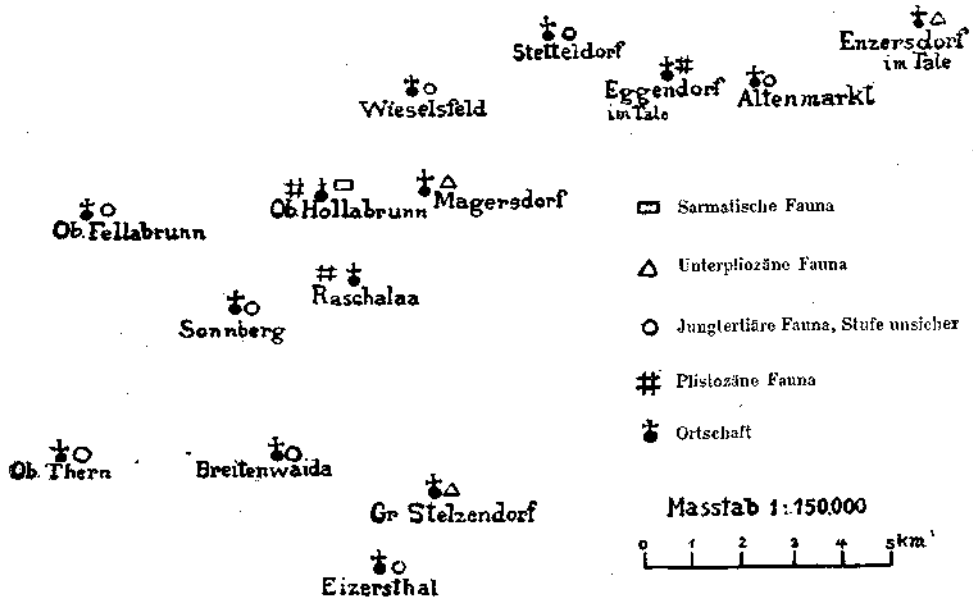 Stetteldorf
Enzersdorf
im Tale
Eggendorf
im Tale
Altenmarkt
Wieselsfeld
Ob. Hollabrunn
Magersdorf
Ob. Fellabrunn
Raschalaa
Sonnberg
Ob. Thern
Breitenwaida
Gr Stelzendorf
Eizersthal
Sarmatische Fauna
Unterpliozäne Fauna
Jungtertiäre Fauna, Stufe unsicher
Plistozäne Fauna
Ortschaft
Masstab 1:150.000
0 1 2 3 4 5 km